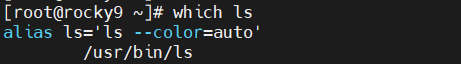 [root@rocky9 ~]# which ls
alias ls='ls --color=auto'
        /usr/bin/ls